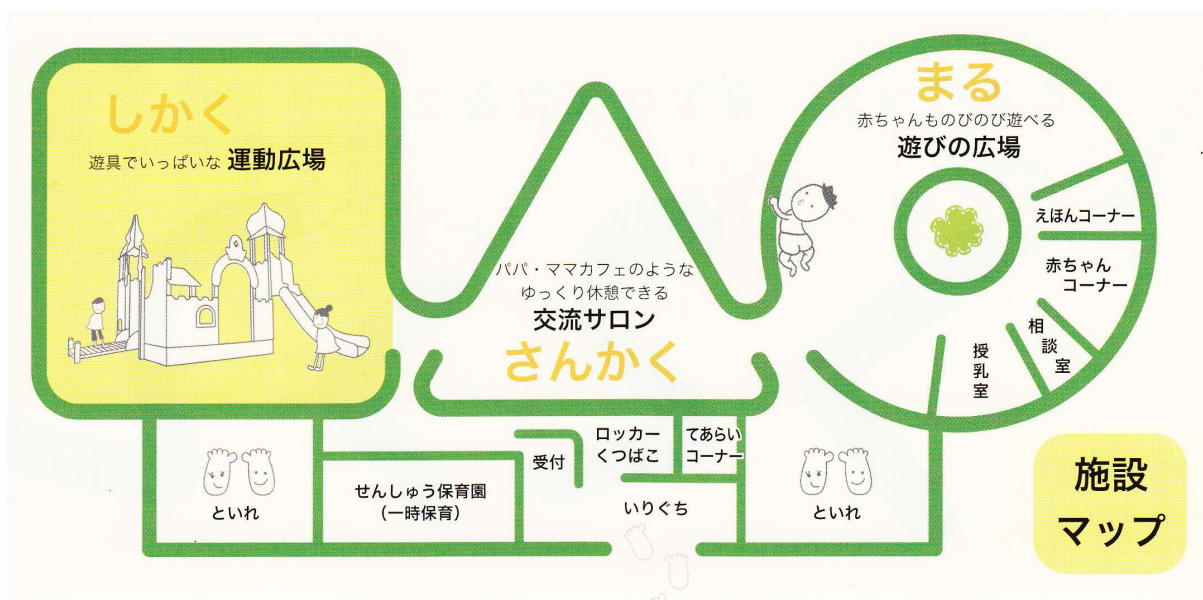 しかく
遊具でいっぱいな 運動広場
パパ・ママカフェのような
ゆっくり休憩できる
交流サロン
さんかく
まる
赤ちゃんものびのび遊べる
遊びの広場
えほんコーナー
赤ちゃん
コーナー
相談室
授乳室
といれ
せんしゅう保育園
（一時保育）
受付
ロッカー
くつばこ
てあらい
コーナー
いりぐち
といれ
施設
マップ